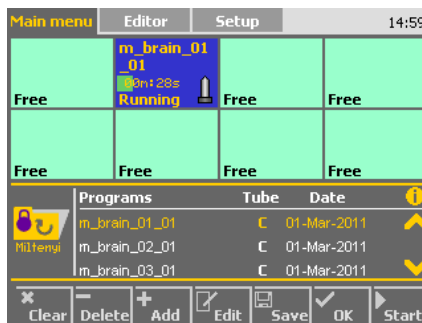 Main menu Editor Setup 14:59
m_brain_01
_01
00m:28s
Free Running Free Free
Free Free Free Free
Programs Tube Date
m_brain_01_01 C 01-Mar-2011
Miltenyi m_brain_02_01 C 01-Mar-2011
m_brain_03_01 C 01-Mar-2011
Clear Delete Add Edit Save OK Start